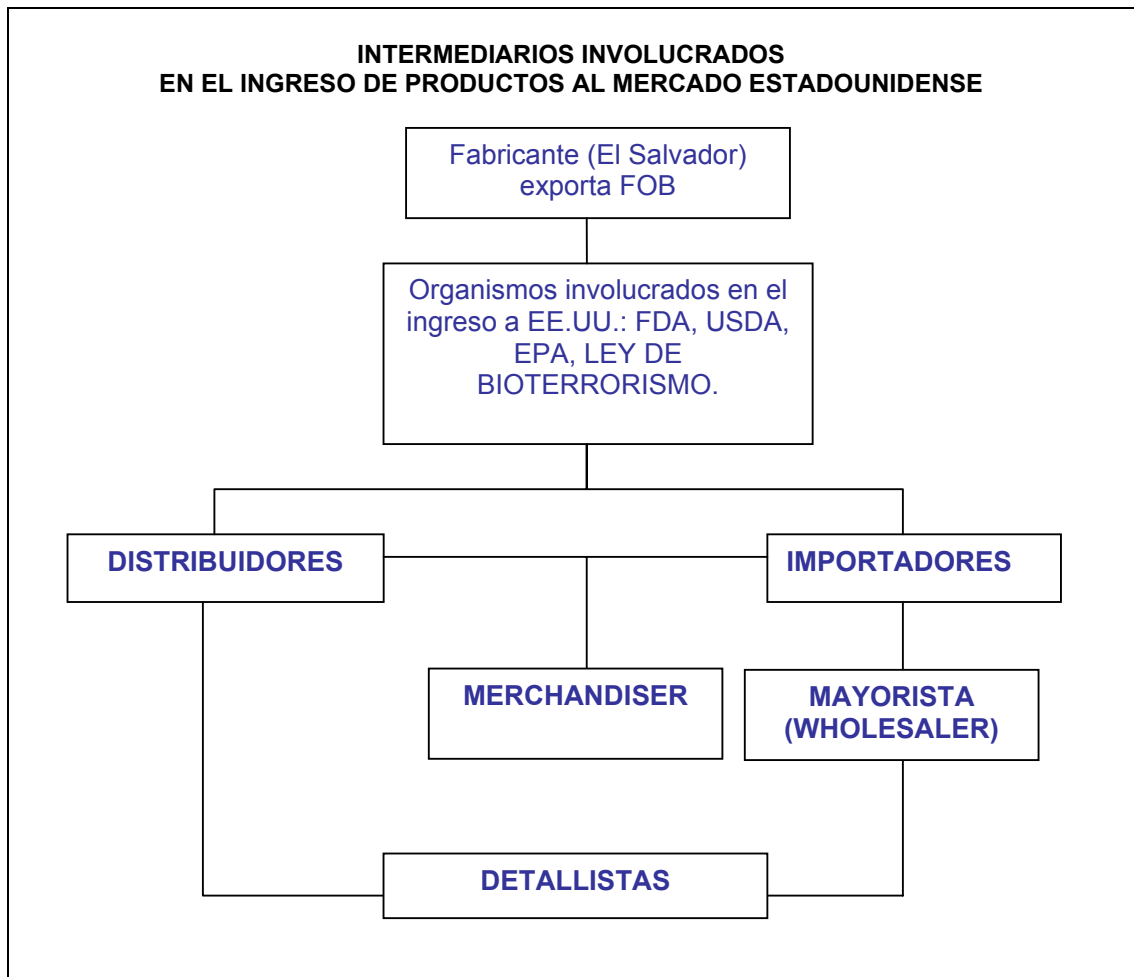 INTERMEDIARIOS INVOLUCRADOS
EN EL INGRESO DE PRODUCTOS AL MERCADO ESTADOUNIDENSE
Fabricante (El Salvador)
exporta FOB
Organismos involucrados en el
ingreso a EE.UU.: FDA, USDA,
EPA, LEY DE
BIOTERRORISMO.
DISTRIBUIDORES
IMPORTADORES
MERCHANDISER
MAYORISTA
(WHOLESALER)
DETALLISTAS